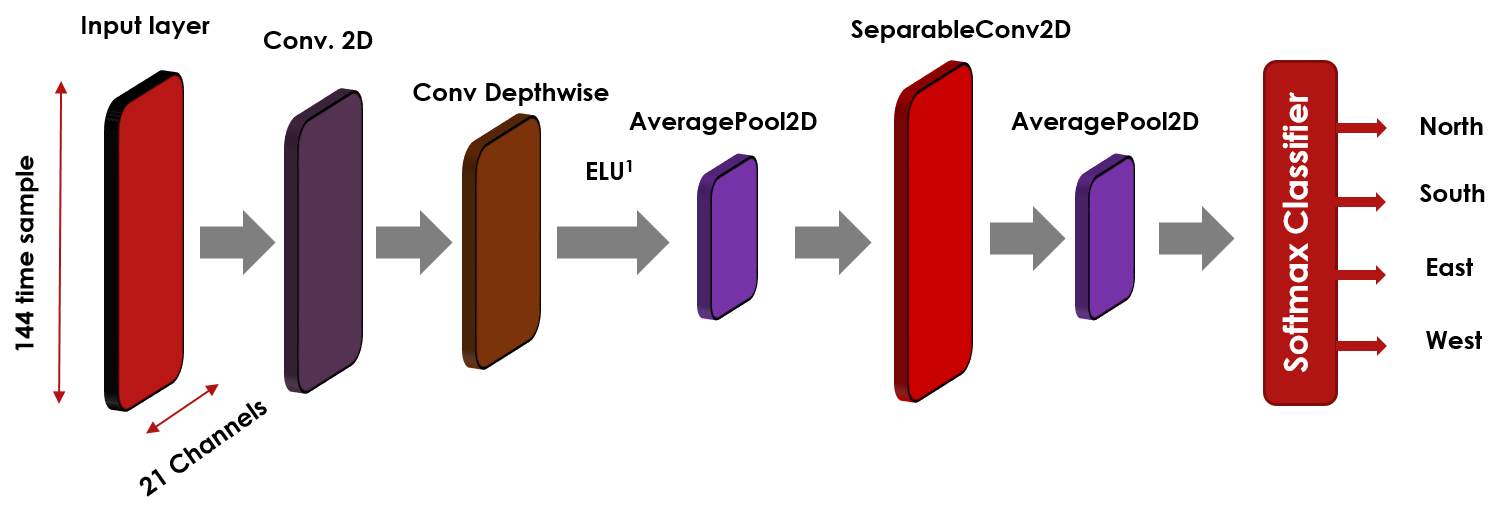 Input layer
Conv. 2D
Conv Depthwise
ELU¹
AveragePool2D
SeparableConv2D
AveragePool2D
Softmax Classifier
North
South
East
West
144 time sample
21 Channels